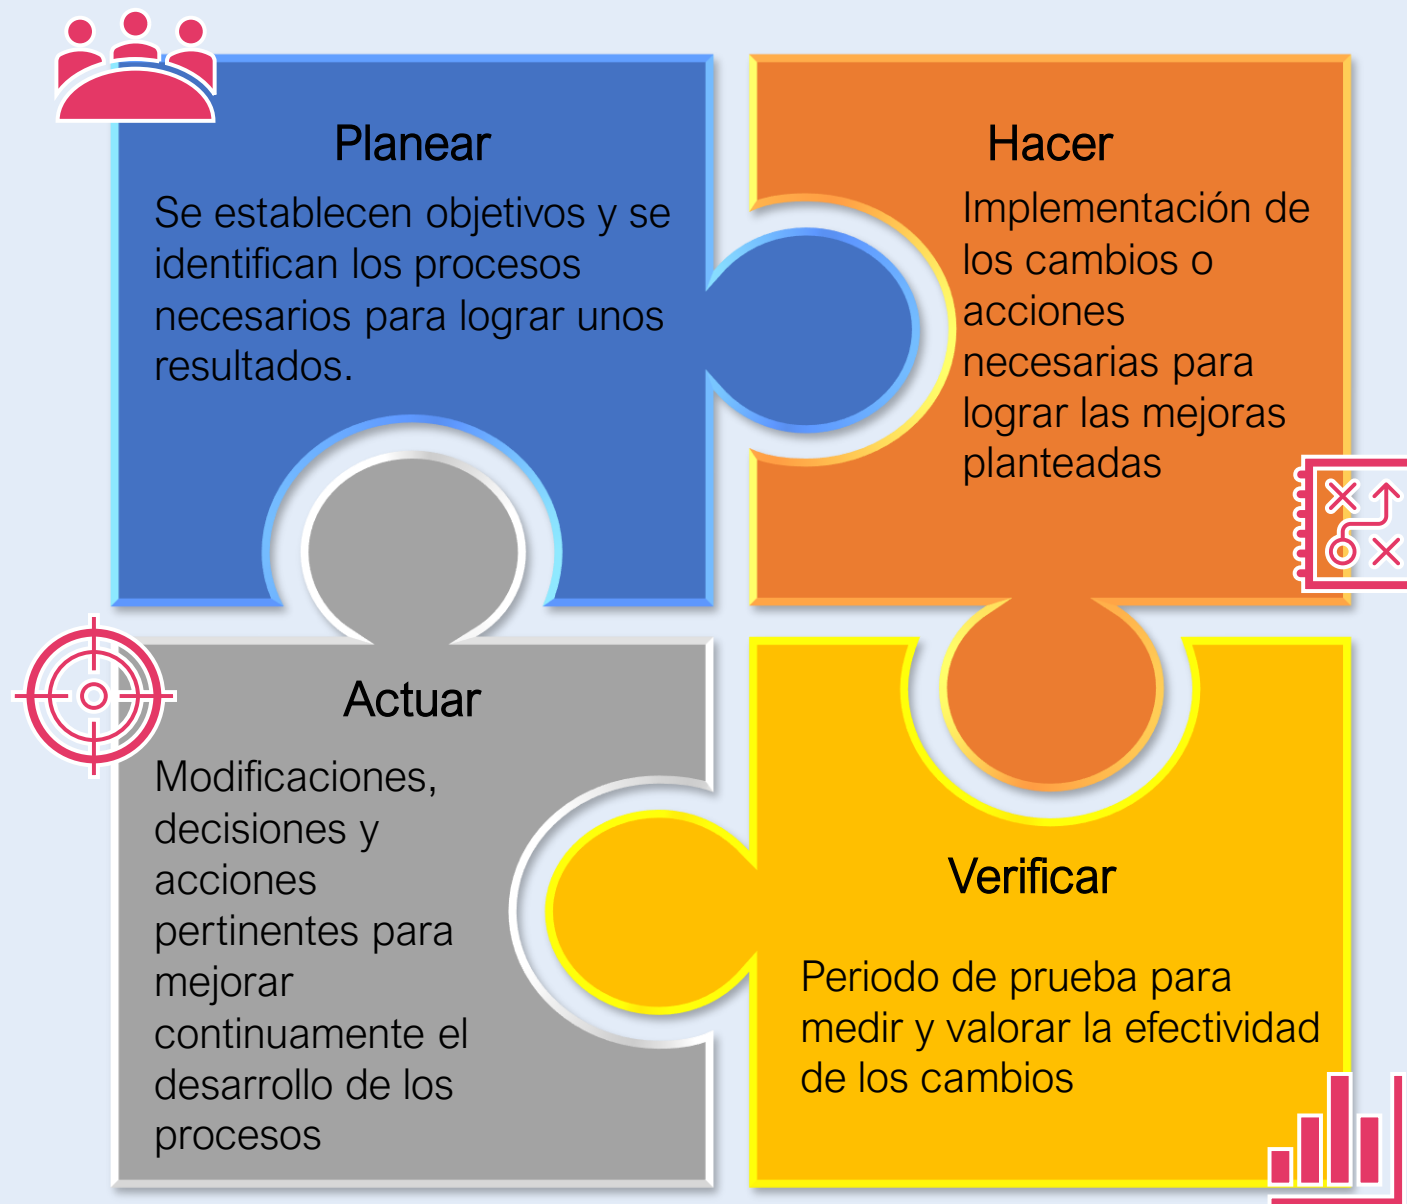 Planear
Se establecen objetivos y se
identifican los procesos
necesarios para lograr unos
resultados.
Hacer
Implementación de
los cambios o
acciones
necesarias para
lograr las mejoras
planteadas
Actuar
Modificaciones,
decisiones y
acciones
pertinentes para
mejorar
continuamente el
desarrollo de los
procesos
Verificar
Periodo de prueba para
medir y valorar la efectividad
de los cambios